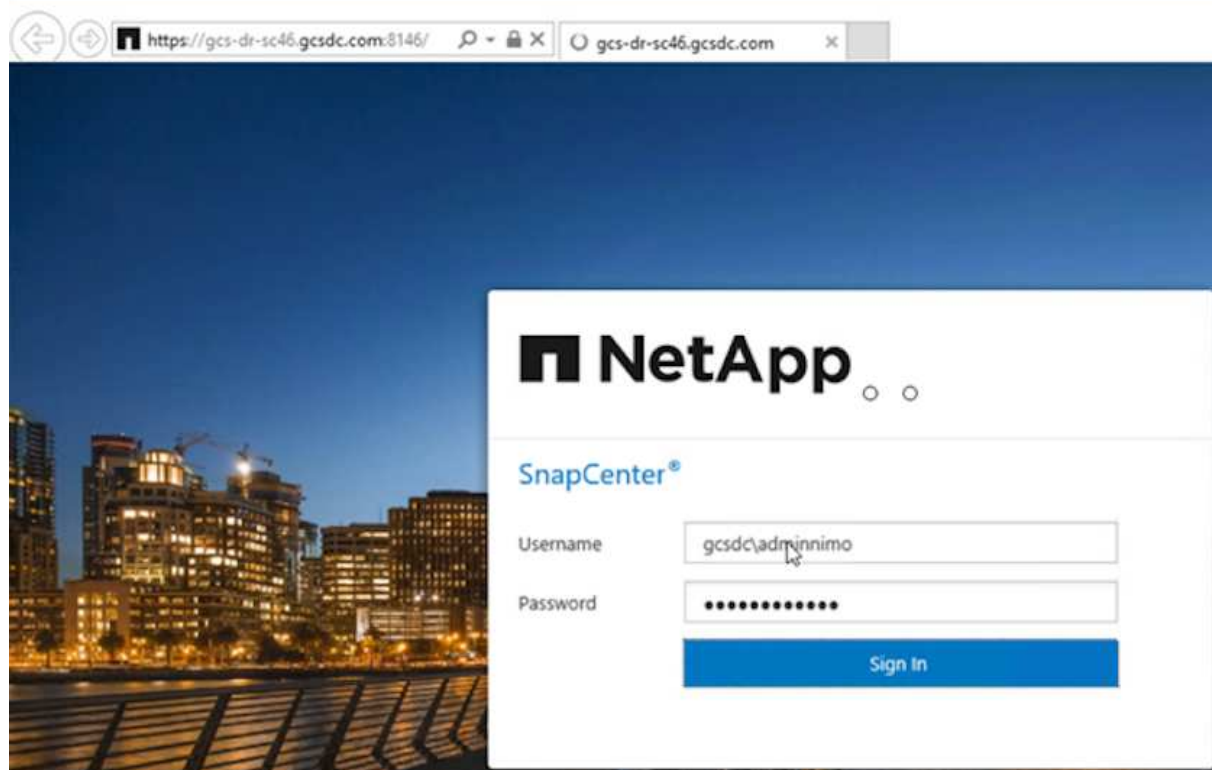 https://gcs-dr-sc46.gcsdc.com:8146/ gcs-dr-sc46.gcsdc.com
NetApp
SnapCenter®
Username gcsdc\adminnimo
Password ●●●●●●●●●●●●
Sign In